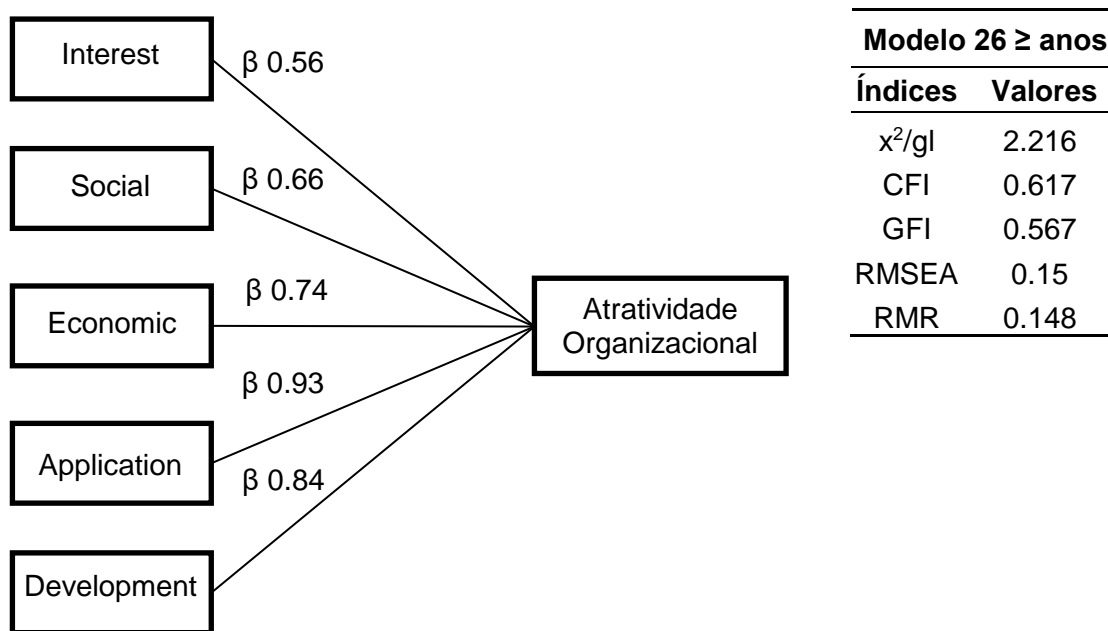 Interest
β 0.56
Social
β 0.66
Economic
β 0.74
Application
β 0.93
Development
β 0.84
Atratividade
Organizacional
Modelo 26 ≥ anos
Índices Valores
x²/gl 2.216
CFI 0.617
GFI 0.567
RMSEA 0.15
RMR 0.148